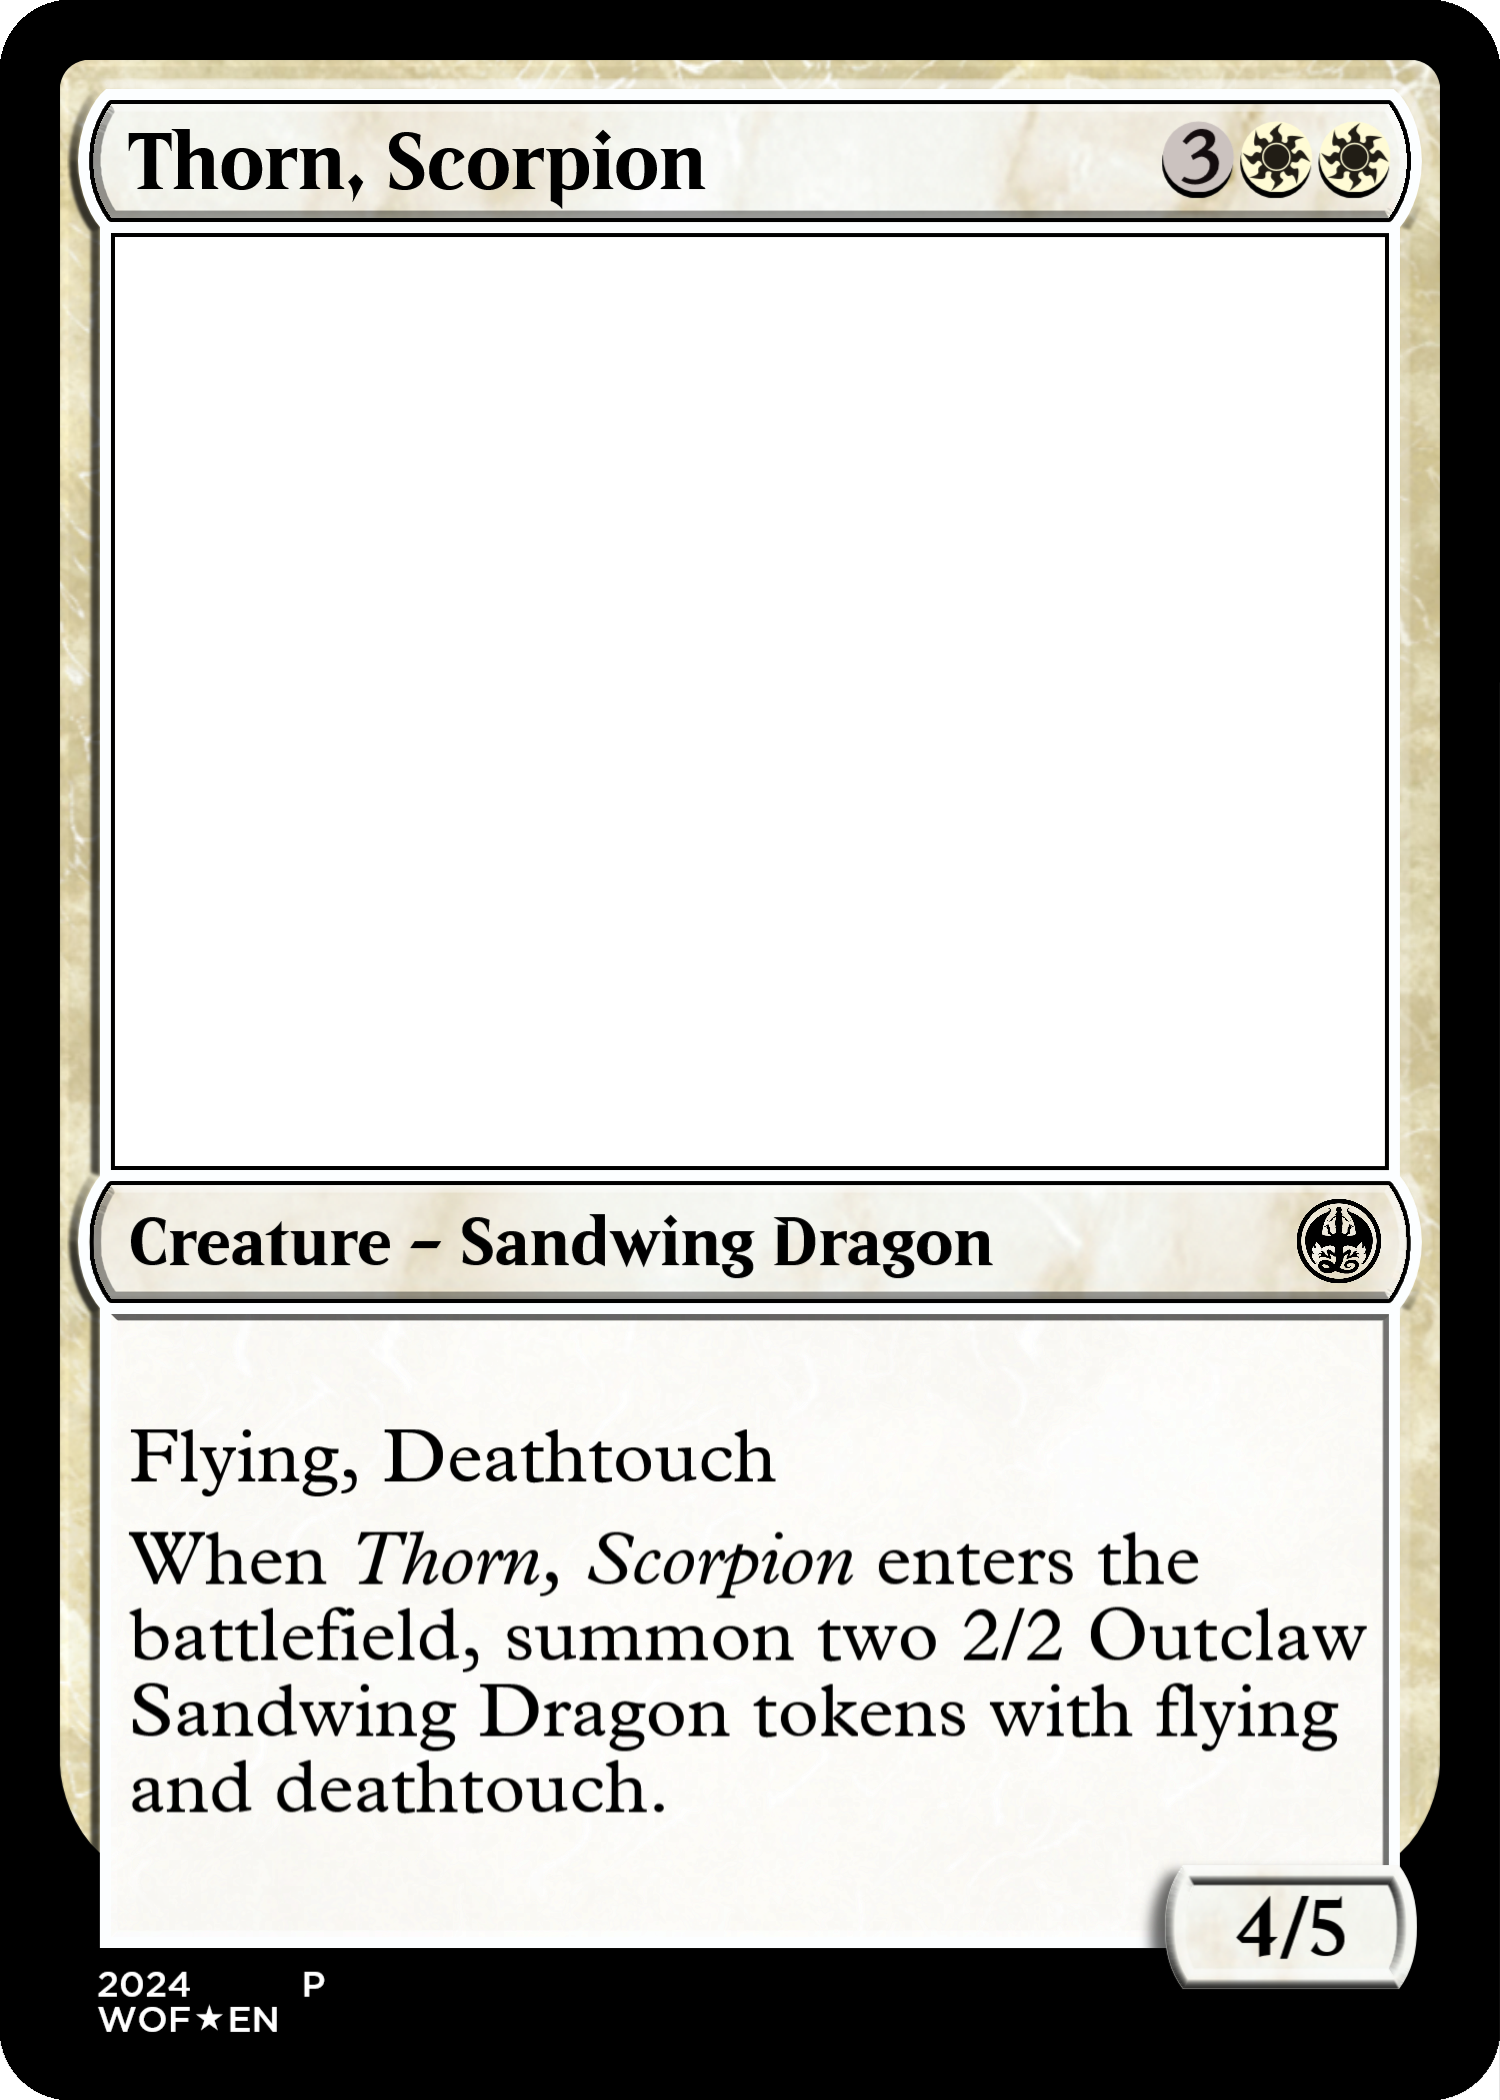 Thorn, Scorpion 3
Creature – Sandwing Dragon
Flying, Deathtouch
When Thorn, Scorpion enters the
battlefield, summon two 2/2 Outclaw
Sandwing Dragon tokens with flying
and deathtouch.
4/5
2024 P
WOF★EN